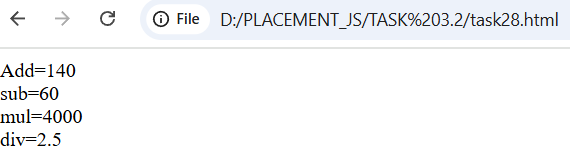 File D:/PLACEMENT_JS/TASK%203.2/task28.html
Add=140
sub=60
mul=4000
div=2.5